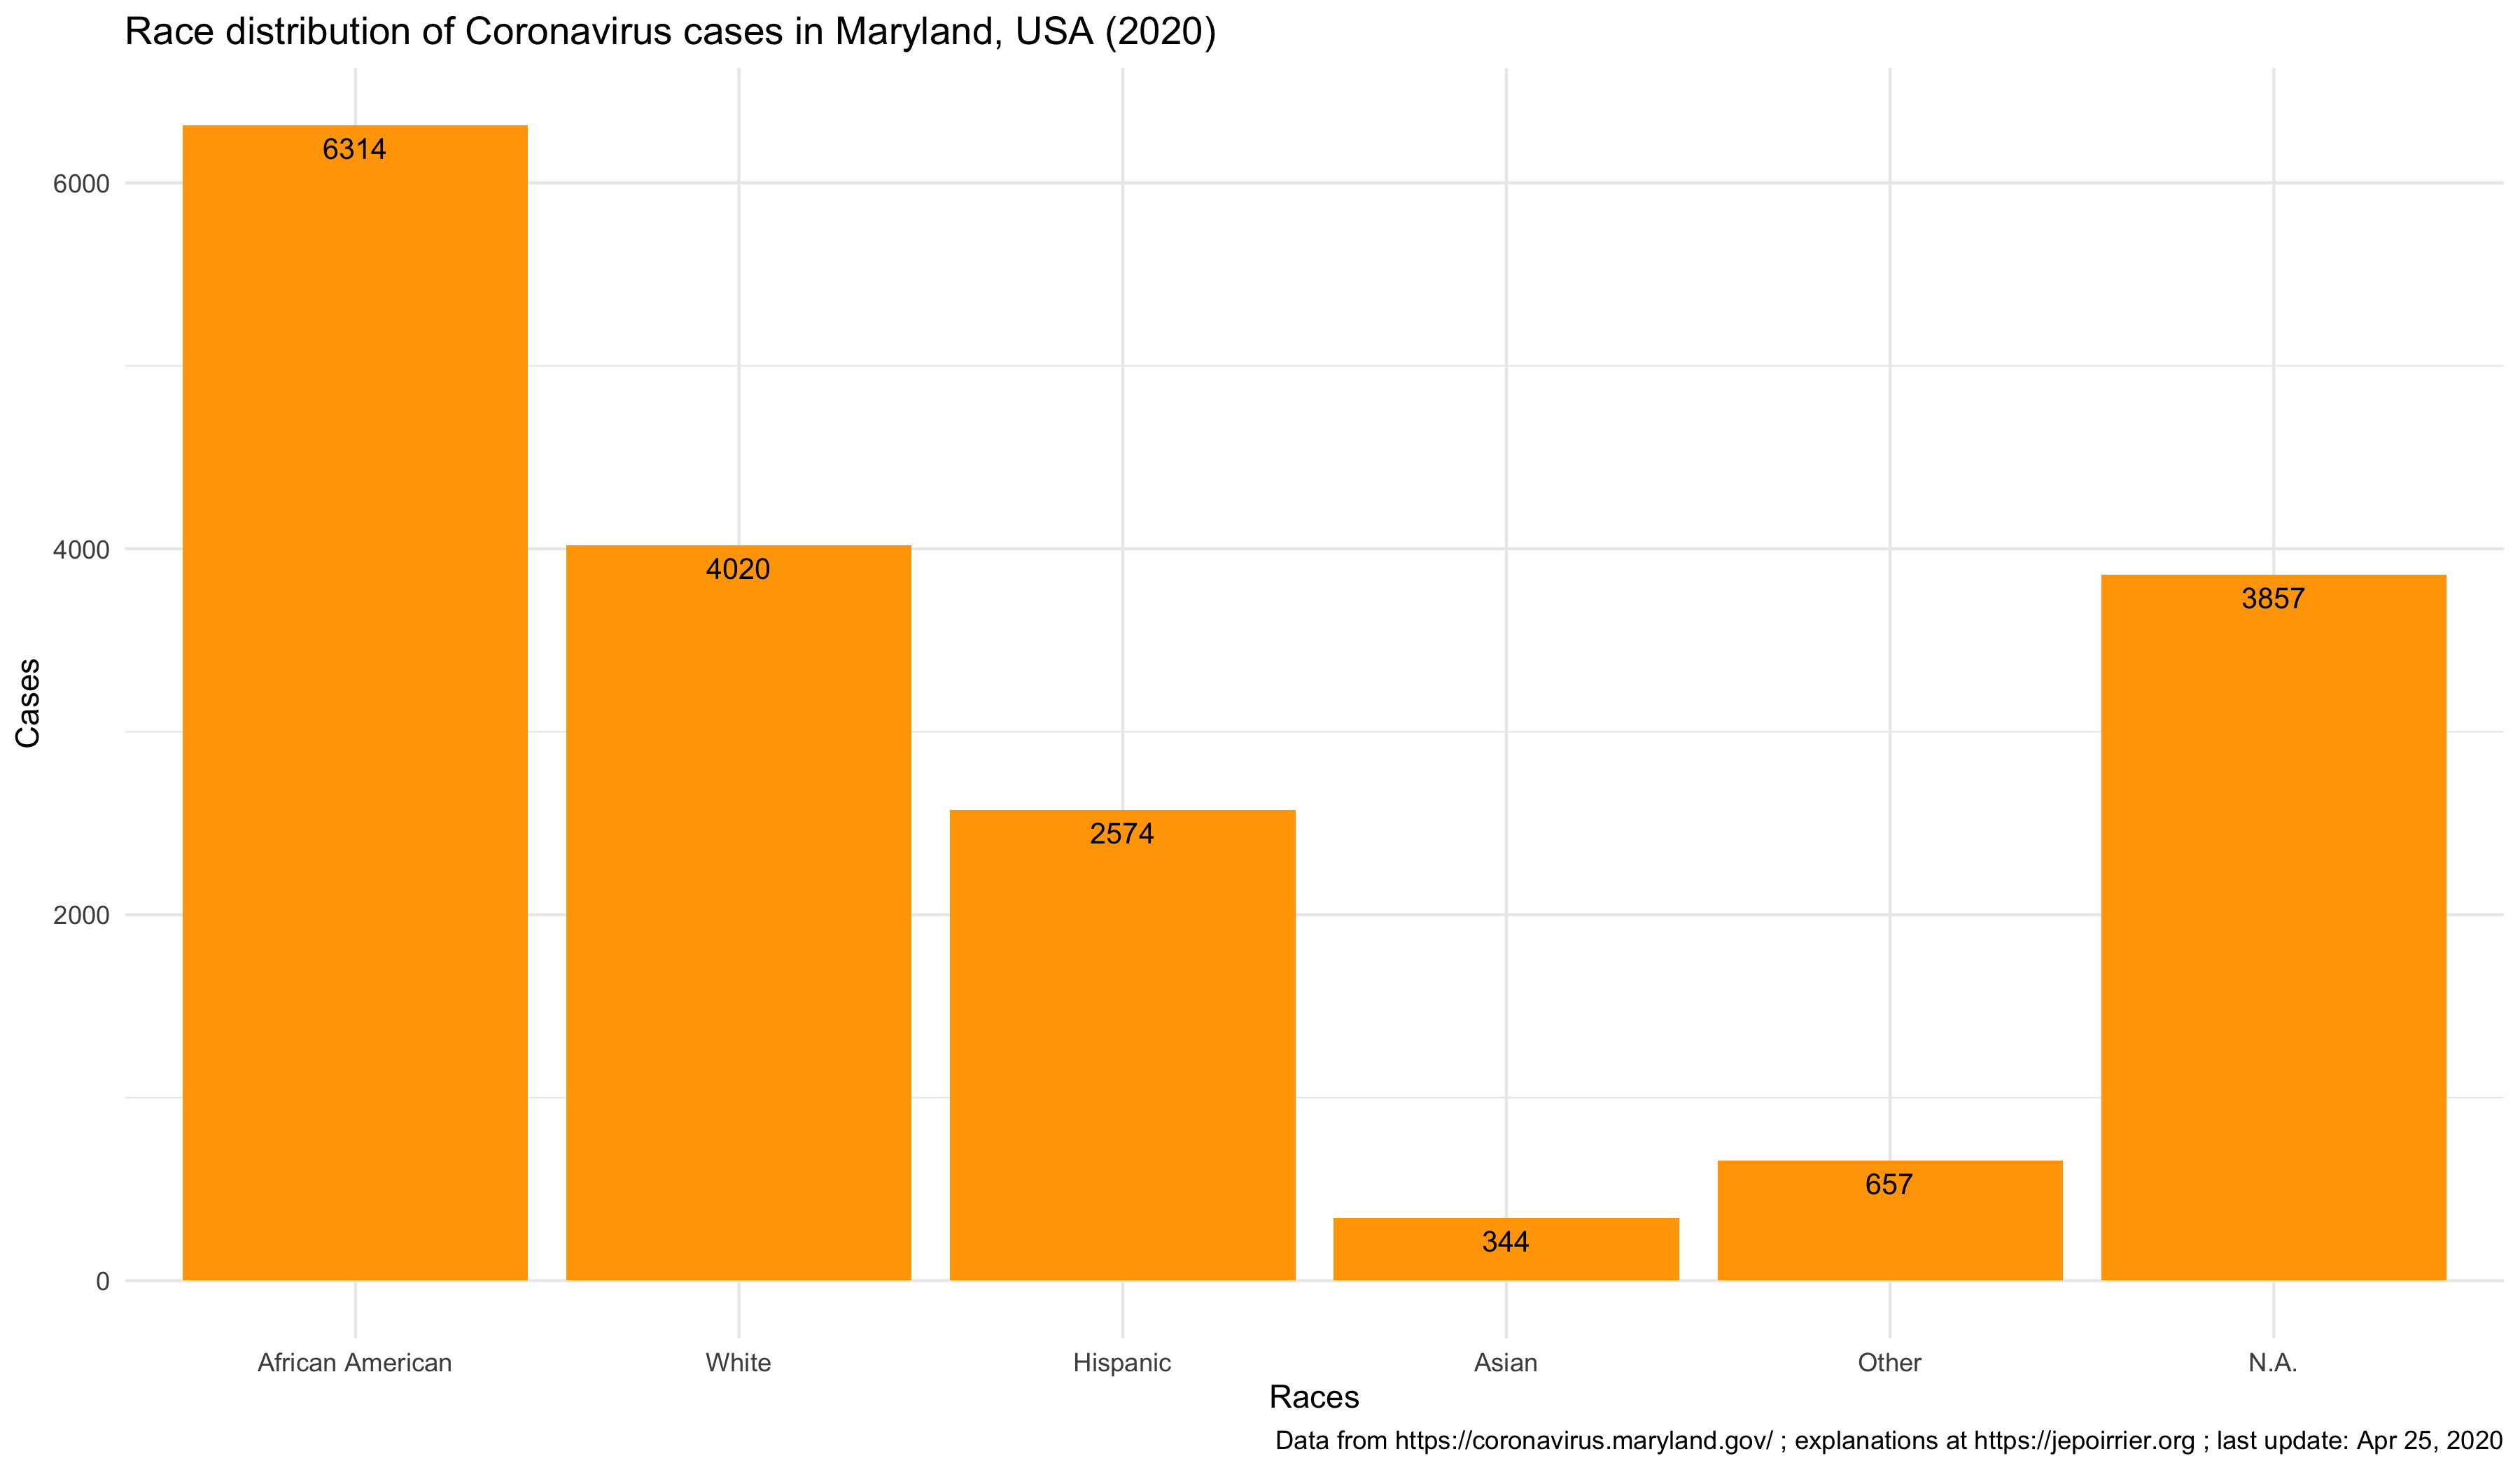 Race distribution of Coronavirus cases in Maryland, USA (2020)
Cases
6000
4000
2000
0
6314
4020
2574
344
657
3857
African American
White
Hispanic
Asian
Other
N.A.
Races
Data from https://coronavirus.maryland.gov/ ; explanations at https://jepoirrier.org ; last update: Apr 25, 2020